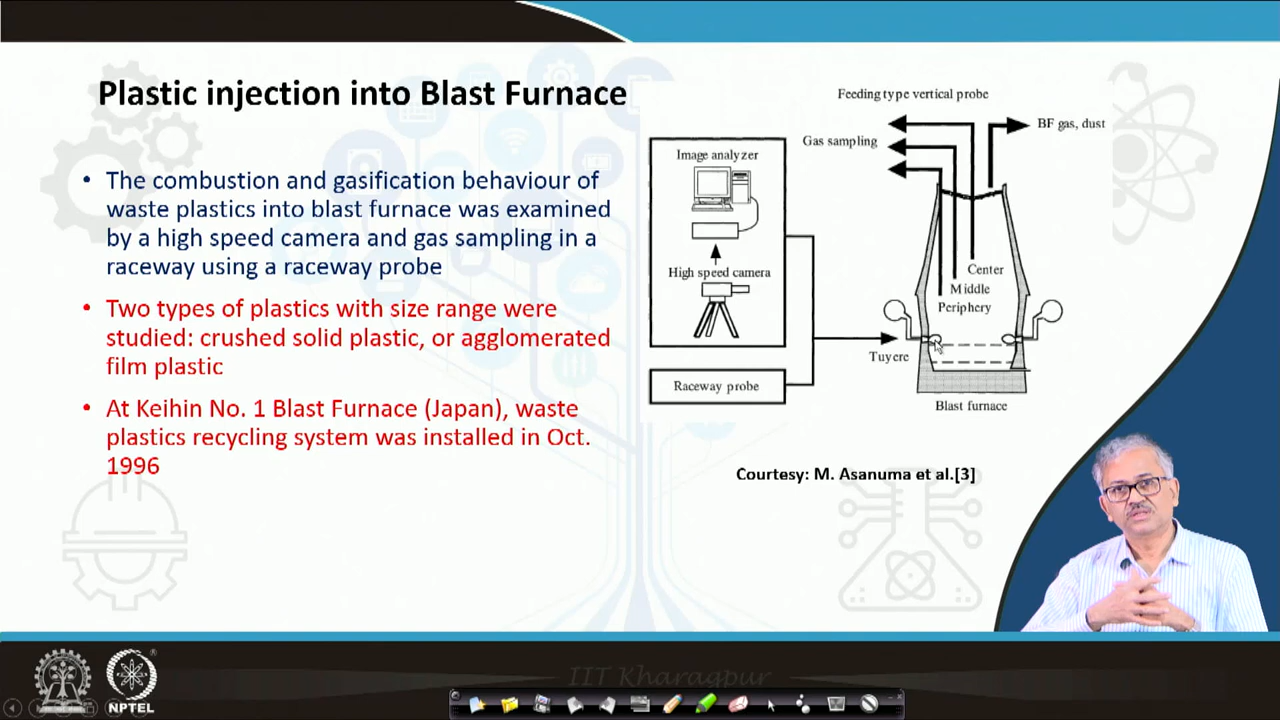 Plastic injection into Blast Furnace
• The combustion and gasification behaviour of
waste plastics into blast furnace was examined
by a high speed camera and gas sampling in a
raceway using a raceway probe
• Two types of plastics with size range were
studied: crushed solid plastic, or agglomerated
film plastic
• At Keihin No. 1 Blast Furnace (Japan), waste
plastics recycling system was installed in Oct.
1996
Feeding type vertical probe
BF gas, dust
Gas sampling
Image analyzer
High speed camera
Center
Middle
Periphery
Tuyere
Raceway probe
Blast furnace
Courtesy: M. Asanuma et al.[3]
IIT Kharagpur
NPTEL